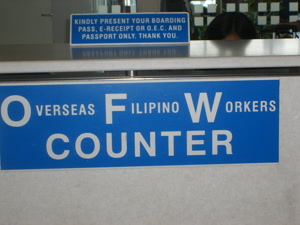 KINDLY PRESENT YOUR BOARDING
PASS, E-RECEIPT OR O.E.C. AND
PASSPORT ONLY. THANK YOU.
OVERSEAS FILIPINO WORKERS
COUNTER